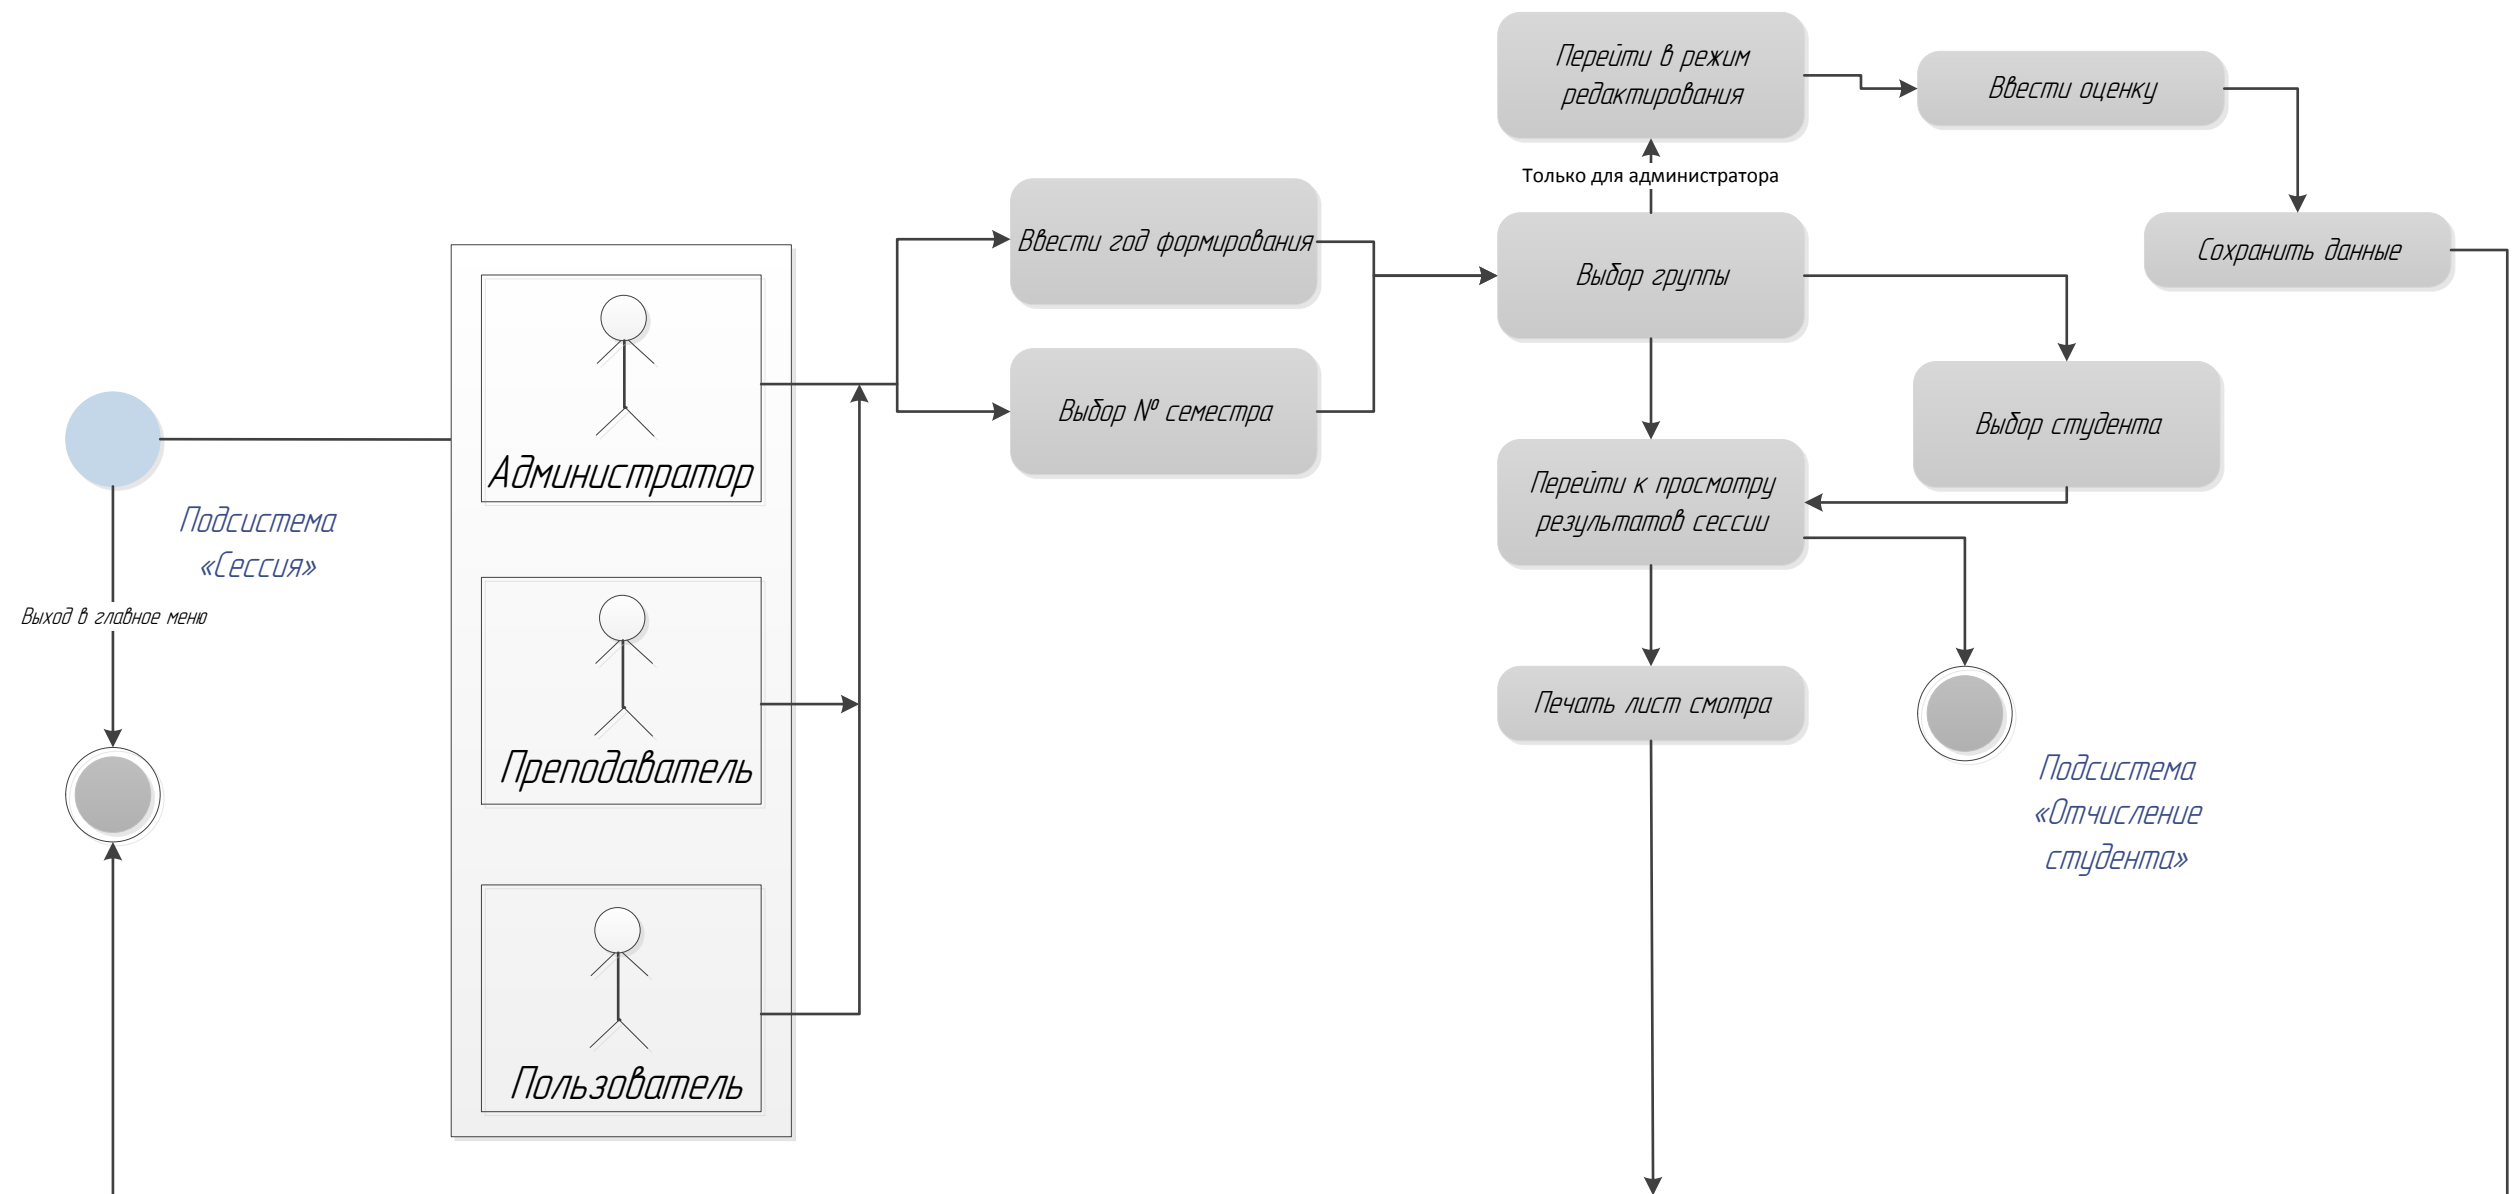 Перейти в режим
редактирования
Ввести оценку
Только для администратора
Ввести год формирования
Выбор группы
Сохранить данные
Выбор № семестра
Выбор студента
Администратор
Перейти к просмотру
результатов сессии
Подсистема
«Сессия»
Выход в главное меню
Печать лист смотра
Преподаватель
Подсистема
«Отчисление
студента»
Пользователь